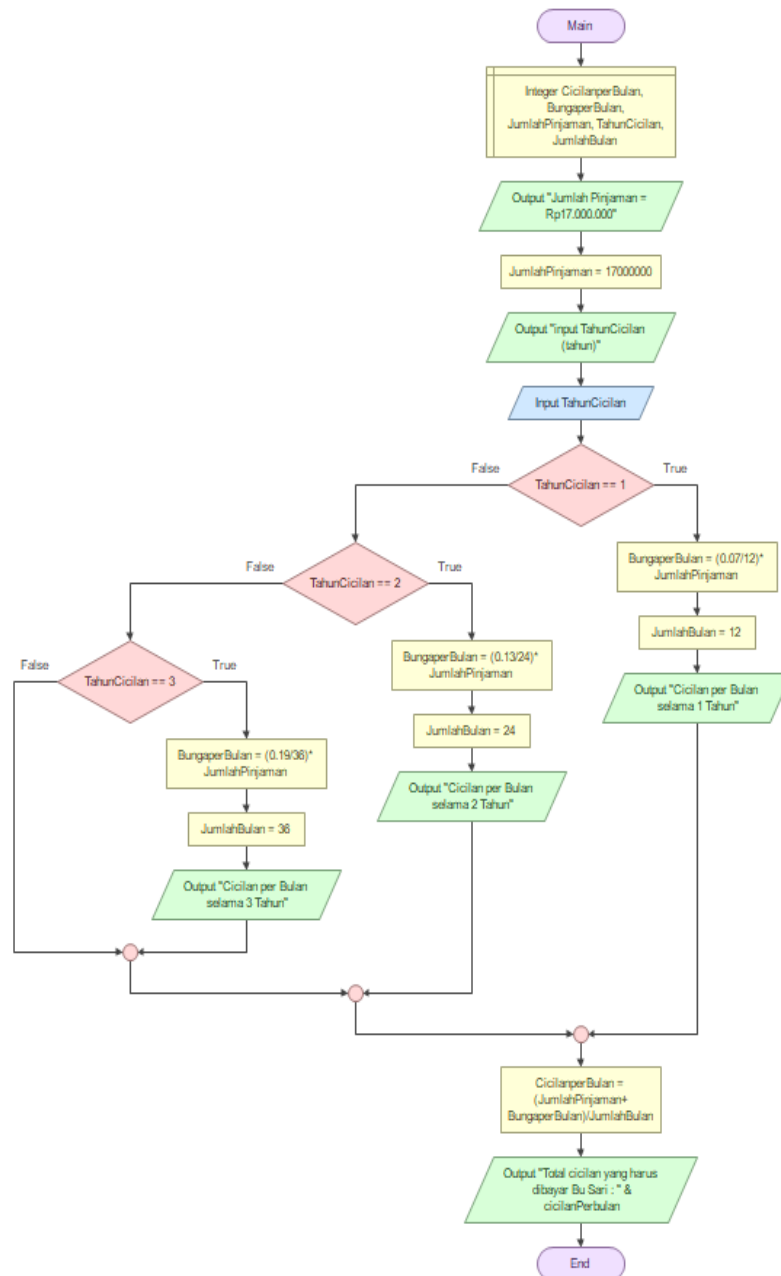 Main
Integer CicilanperBulan,
BungaperBulan,
JumlahPinjaman, TahunCicilan,
JumlahBulan
Output "Jumlah Pinjaman =
Rp17.000.000"
JumlahPinjaman = 17000000
Output "input TahunCicilan
(tahun)"
Input TahunCicilan
False
True
TahunCicilan == 1
False
True
TahunCicilan == 2
BungaperBulan = (0.07/12)*
JumlahPinjaman
JumlahBulan = 12
Output "Cicilan per Bulan
selama 1 Tahun"
False
True
TahunCicilan == 3
BungaperBulan = (0.13/24)*
JumlahPinjaman
JumlahBulan = 24
Output "Cicilan per Bulan
selama 2 Tahun"
BungaperBulan = (0.19/36)*
JumlahPinjaman
JumlahBulan = 36
Output "Cicilan per Bulan
selama 3 Tahun"
CicilanperBulan =
(JumlahPinjaman+
BungaperBulan)/JumlahBulan
Output "Total cicilan yang harus
dibayar Bu Sari : " &
cicilanPerbulan
End